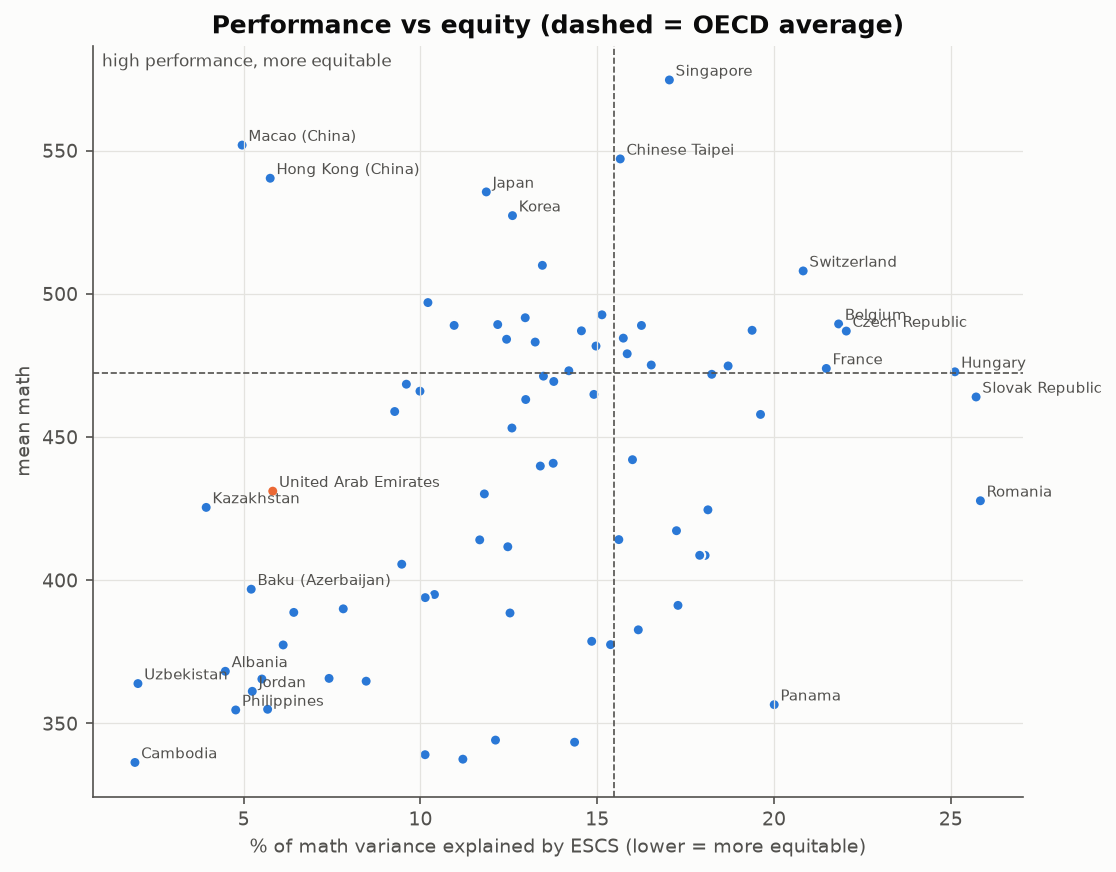 Performance vs equity (dashed = OECD average)
high performance, more equitable
Singapore
Macao (China)
Chinese Taipei
Hong Kong (China)
Japan
Korea
Switzerland
Belgium
Czech Republic
France
Hungary
Slovak Republic
United Arab Emirates
Kazakhstan
Romania
Baku (Azerbaijan)
Albania
Uzbekistan
Jordan
Philippines
Panama
Cambodia
550
500
450
400
350
mean math
5 10 15 20 25
% of math variance explained by ESCS (lower = more equitable)